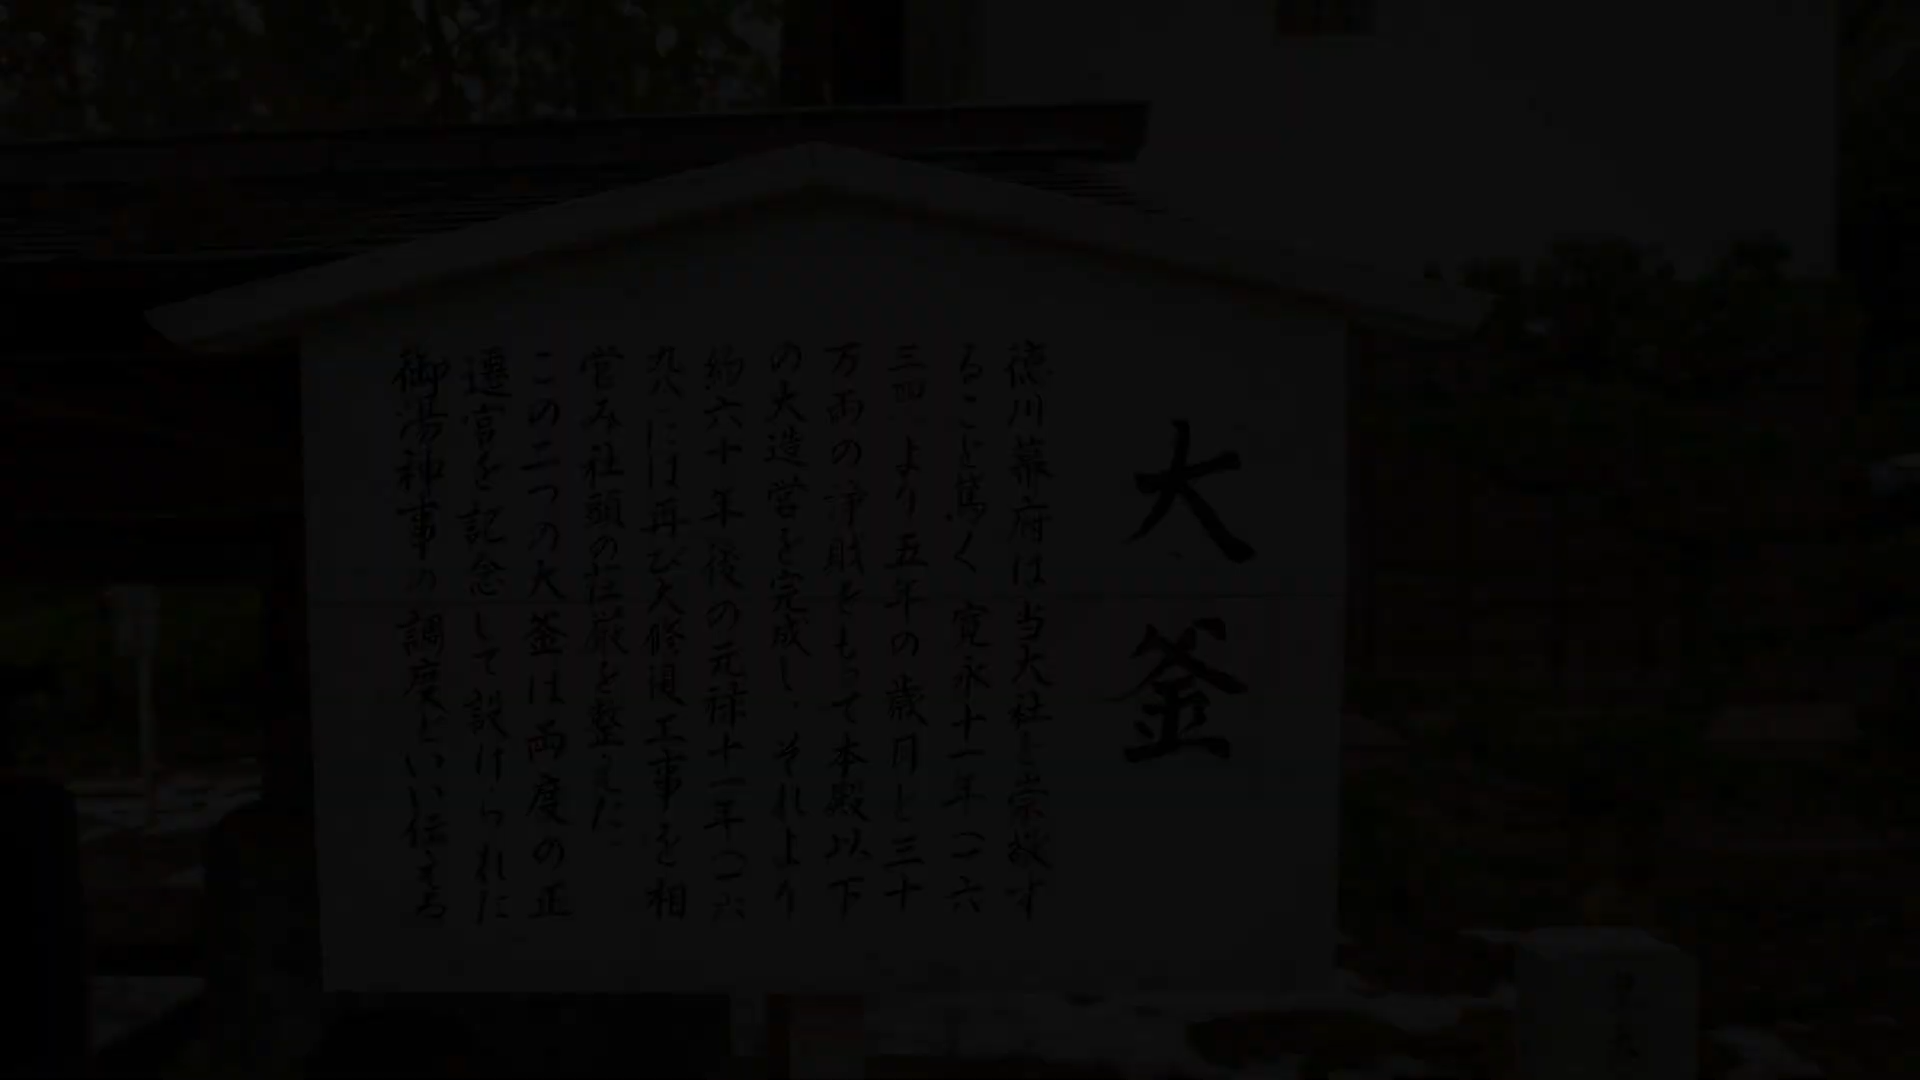 大釜
徳川幕府は当大社を崇敬す
ること篤く寛永十一年(一六
三四)より五年の歳月と三十
万両の浄財をもって本殿以下
の大造営を完成し、それより
約六十年後の元禄十一年(一六
九八)には再び大修復工事を相
営み社頭の荘厳を整えた
この二つの大釜は両度の正
遷宮を記念して設けられた
御湯神事の調度といい伝える